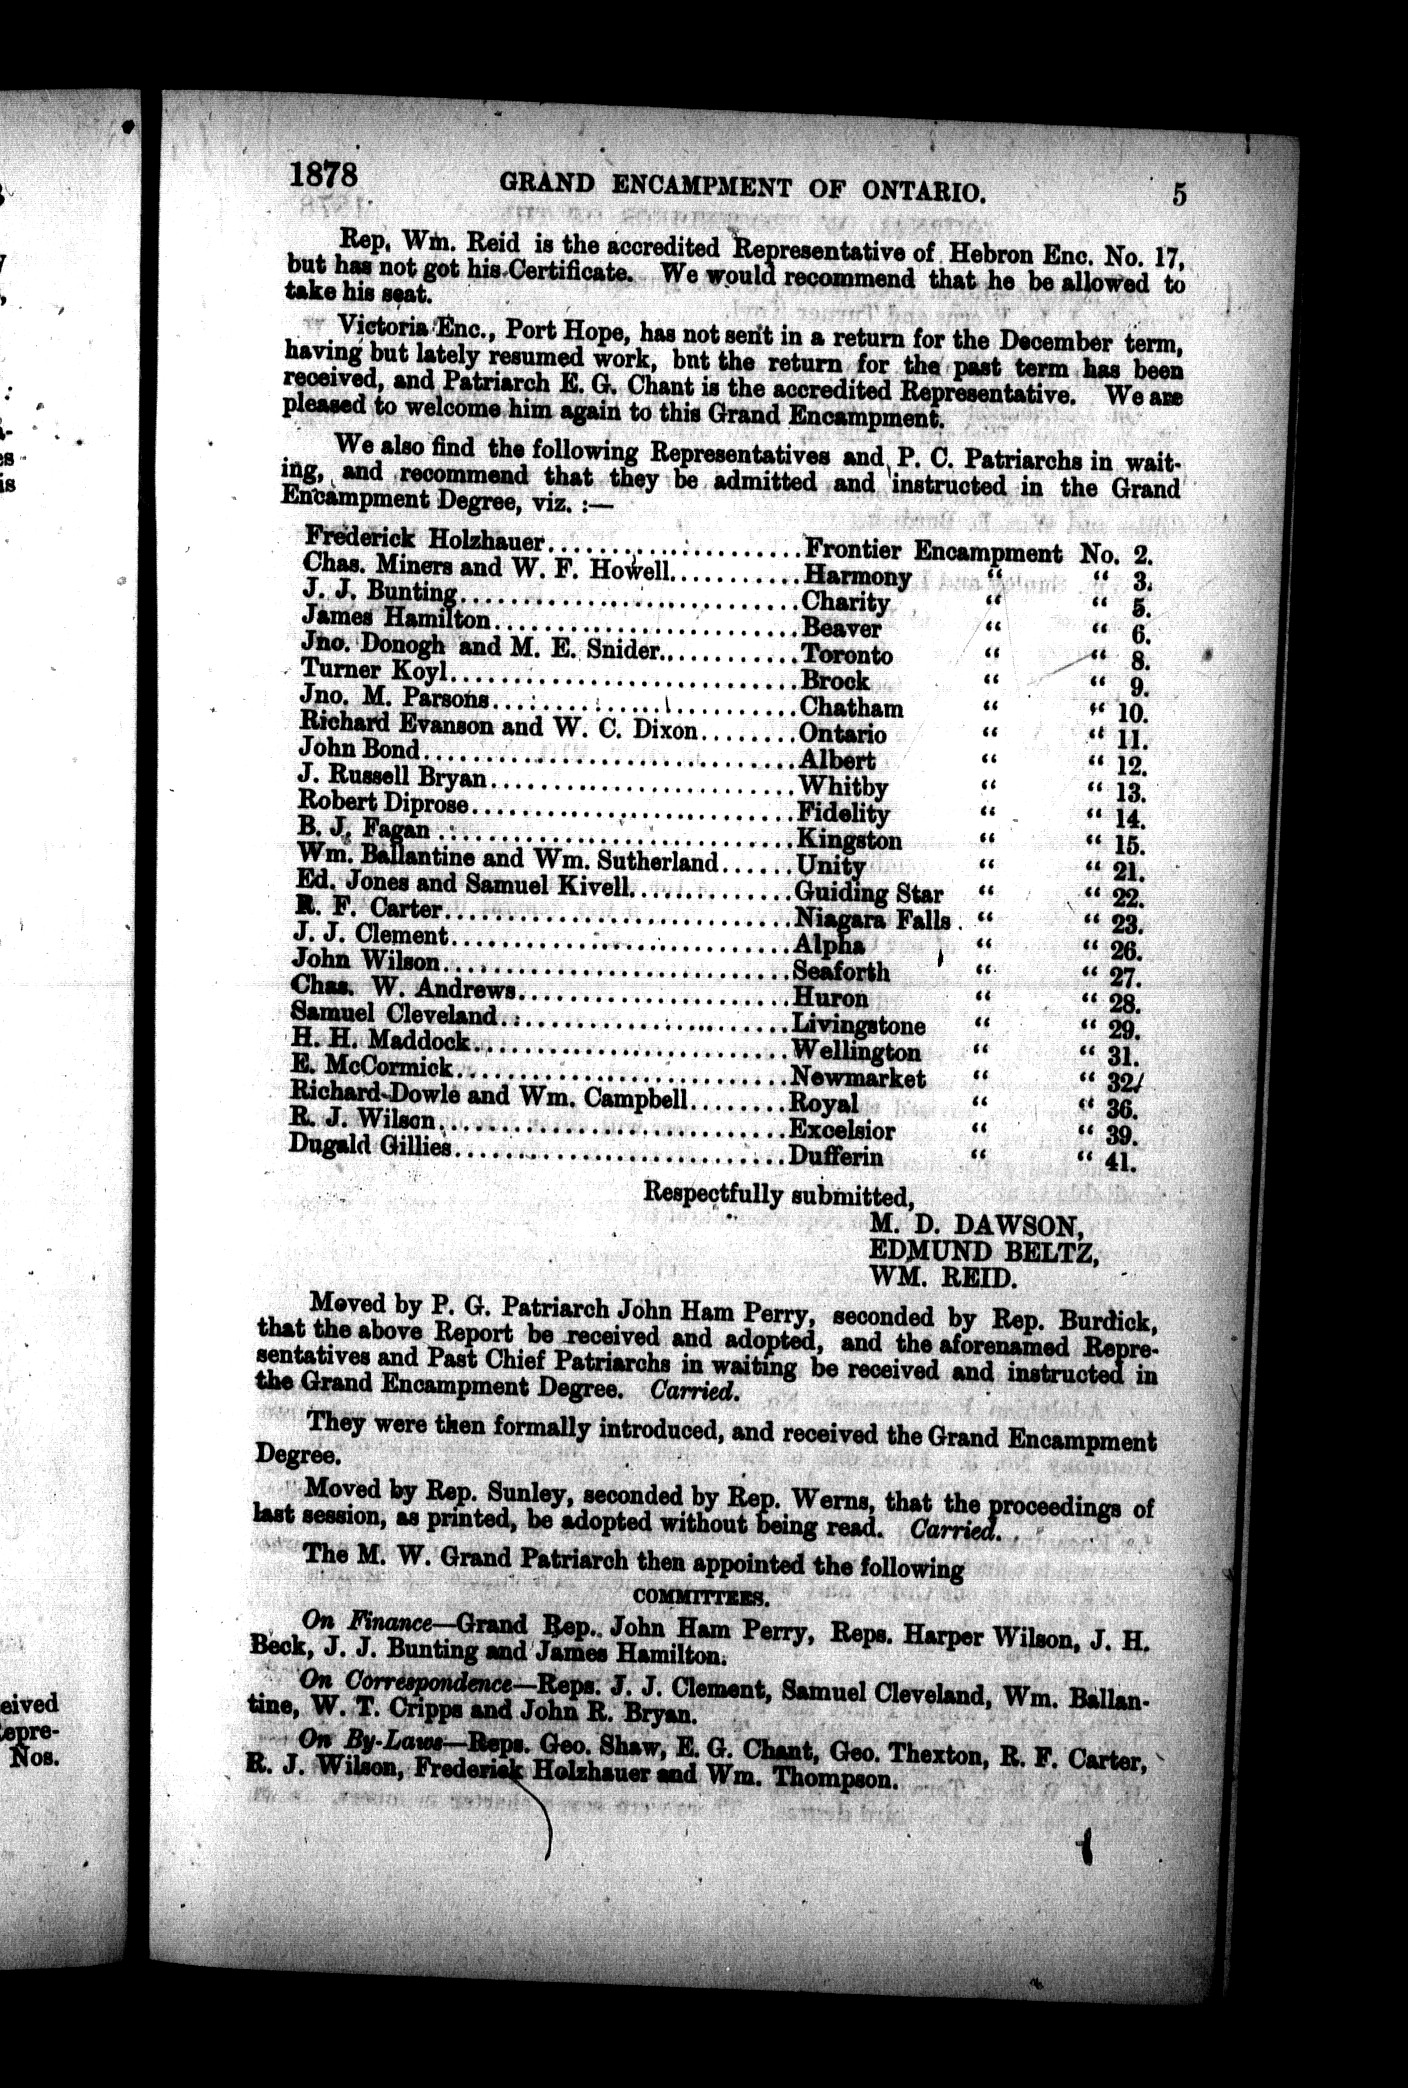 1878 GRAND ENCAMPMENT OF ONTARIO. 5
Rep. Wm. Reid is the accredited Representative of Hebron Enc. No. 17,
but has not got his Certificate. We would recommend that he be allowed to
take his seat.
Victoria Enc., Port Hope, has not sent in a return for the December term,
having but lately resumed work, bnt the return for the past term has been
received, and Patriarch E. G. Chant is the accredited Representative. We are
pleased to welcome him again to this Grand Encampment.
We also find the following Representatives and P. C. Patriarchs in wait-
ing, and recommend that they be admitted and instructed in the Grand
Encampment Degree, viz. :—
Frederick Holzhauer.....................Frontier Encampment No. 2.
Chas. Miners and W. F. Howell...........Harmony “ “ 3.
J. J. Bunting...........................Charity “ “ 5.
James Hamilton.........................Beaver “ “ 6.
Jno. Donogh and M. E. Snider............Toronto “ “ 8.
Turner Koyl............................Brock “ “ 9.
Jno. M. Parsons.........................Chatham “ “ 10.
Richard Evanson and W. C. Dixon........Ontario “ “ 11.
John Bond..............................Albert “ “ 12.
J. Russell Bryan.........................Whitby “ “ 13.
Robert Diprose..........................Fidelity “ “ 14.
B. J. Fagan.............................Kingston “ “ 15.
Wm. Ballantine and Wm. Sutherland......Unity “ “ 21.
Ed. Jones and Samuel Kivell.............Guiding Star “ “ 22.
R. F. Carter............................Niagara Falls “ “ 23.
J. J. Clement...........................Alpha “ “ 26.
John Wilson............................Seaforth “ “ 27.
Chas. W. Andrews......................Huron “ “ 28.
Samuel Cleveland.......................Livingstone “ “ 29.
H. H. Maddock.........................Wellington “ “ 31.
E. McCormick..........................Newmarket “ “ 32.
Richard Dowle and Wm. Campbell........Royal “ “ 36.
R. J. Wilson............................Excelsior “ “ 39.
Dugald Gillies..........................Dufferin “ “ 41.
Respectfully submitted,
M. D. DAWSON,
EDMUND BELTZ,
WM. REID.
Moved by P. G. Patriarch John Ham Perry, seconded by Rep. Burdick,
that the above Report be received and adopted, and the aforenamed Repre-
sentatives and Past Chief Patriarchs in waiting be received and instructed in
the Grand Encampment Degree. Carried.
They were then formally introduced, and received the Grand Encampment
Degree.
Moved by Rep. Sunley, seconded by Rep. Werns, that the proceedings of
last session, as printed, be adopted without being read. Carried.
The M. W. Grand Patriarch then appointed the following
COMMITTEES.
On Finance—Grand Rep. John Ham Perry, Reps. Harper Wilson, J. H.
Beck, J. J. Bunting and James Hamilton.
On Correspondence—Reps. J. J. Clement, Samuel Cleveland, Wm. Ballan-
tine, W. T. Cripps and John R. Bryan.
On By-Laws—Reps. Geo. Shaw, E. G. Chant, Geo. Thexton, R. F. Carter,
R. J. Wilson, Frederick Holzhauer and Wm. Thompson.
eived
epre-
Nos.